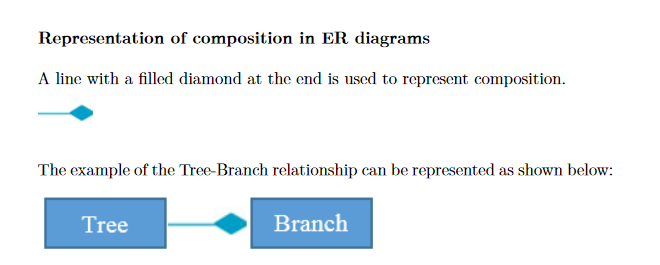 Representation of composition in ER diagrams
A line with a filled diamond at the end is used to represent composition.
The example of the Tree-Branch relationship can be represented as shown below:
Tree
Branch